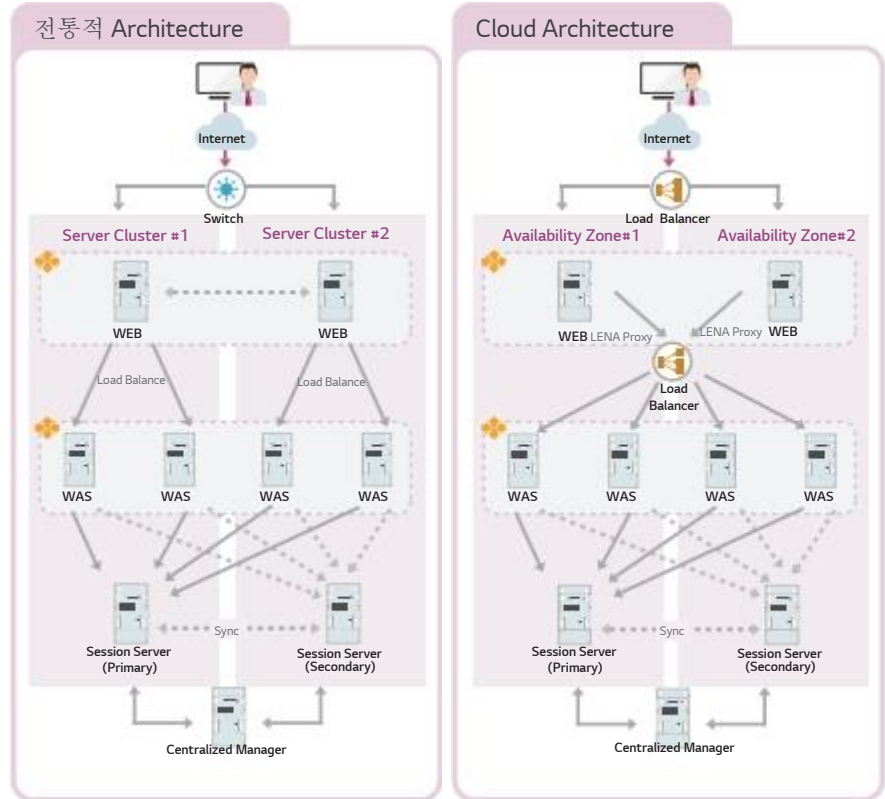 전통적 Architecture
Internet
Switch
Server Cluster #1
Server Cluster #2
WEB
WEB
Load Balance
Load Balance
WAS
WAS
WAS
WAS
Sync
Session Server
(Primary)
Session Server
(Secondary)
Centralized Manager
Cloud Architecture
Internet
Load Balancer
Availability Zone#1
Availability Zone#2
WEB LENA Proxy
LENA Proxy WEB
Load
Balancer
WAS
WAS
WAS
WAS
Sync
Session Server
(Primary)
Session Server
(Secondary)
Centralized Manager